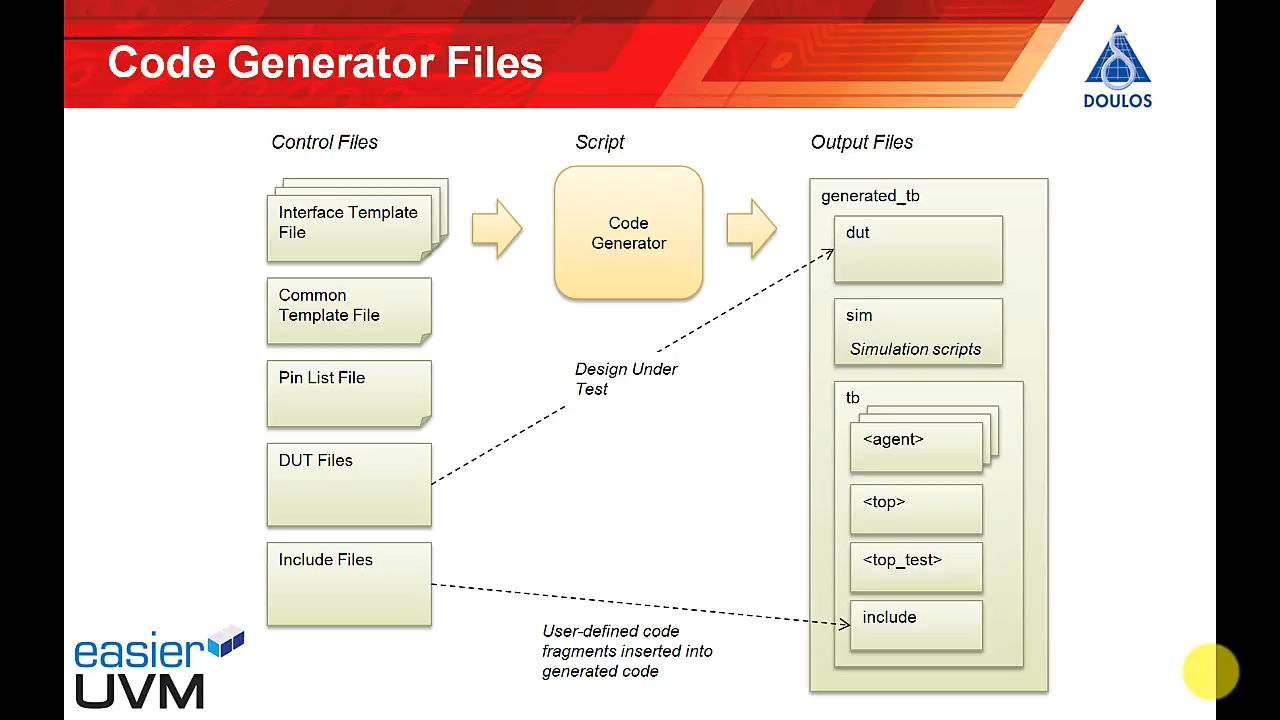 Code Generator Files
DOULOS
Control Files
Script
Output Files
Interface Template
File
Common
Template File
Pin List File
DUT Files
Include Files
Code
Generator
Design Under
Test
User-defined code
fragments inserted into
generated code
generated_tb
dut
sim
Simulation scripts
tb
<agent>
<top>
<top_test>
include
easier
UVM